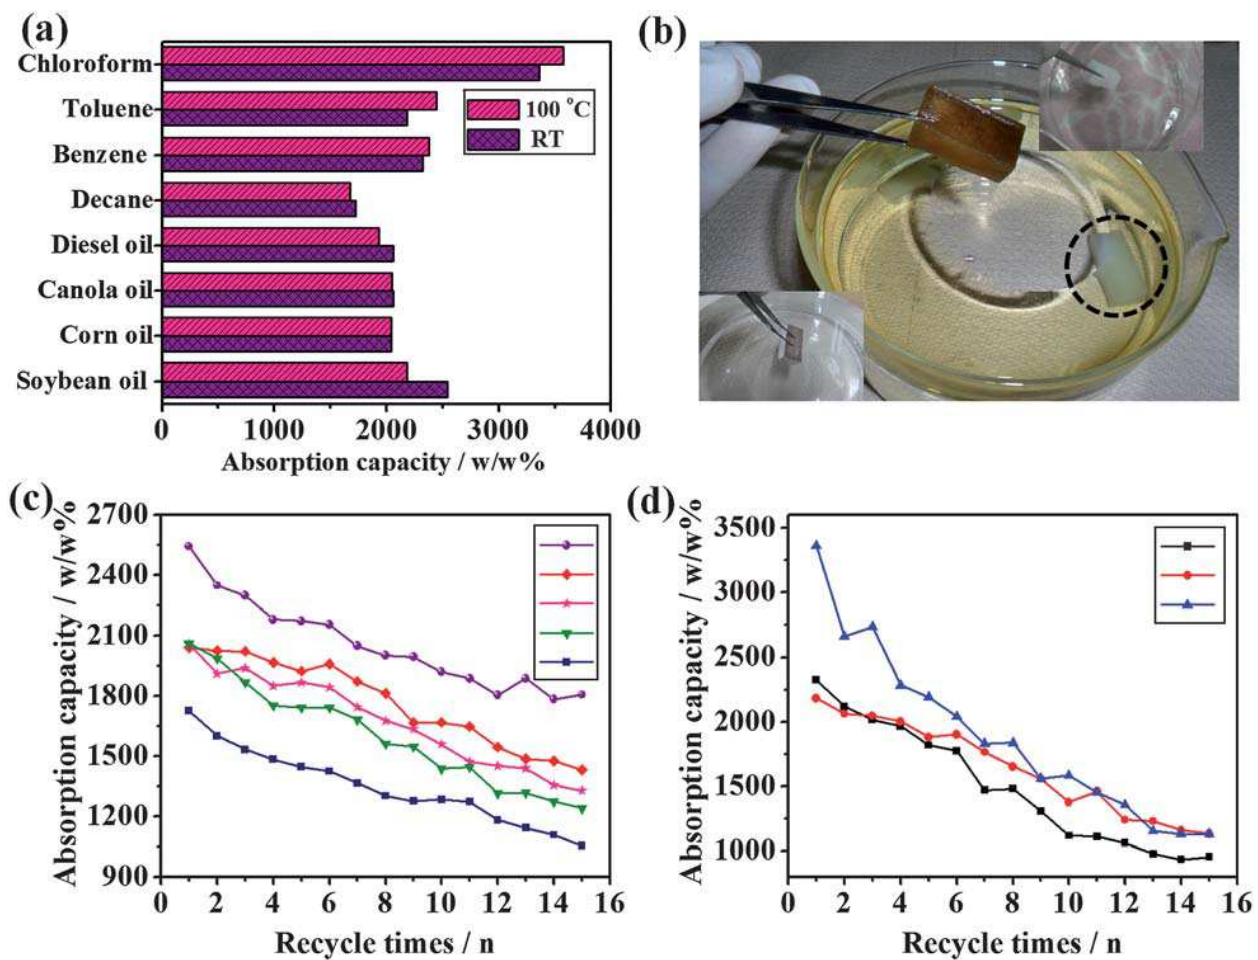 (a)
Chloroform
Toluene
Benzene
Decane
Diesel oil
Canola oil
Corn oil
Soybean oil
100 °C
RT
0 1000 2000 3000 4000
Absorption capacity / w/w%
(b)
(c)
Absorption capacity / w/w%
2700
2400
2100
1800
1500
1200
900
0 2 4 6 8 10 12 14 16
Recycle times / n
(d)
Absorption capacity / w/w%
3500
3000
2500
2000
1500
1000
0 2 4 6 8 10 12 14 16
Recycle times / n